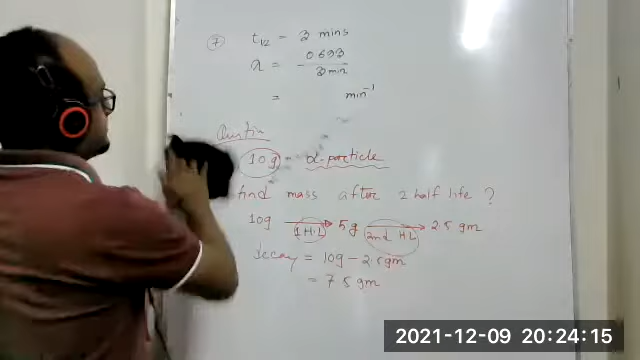 7 t1/2 = 3 mins
λ = - 0.693 / 3 min
= min⁻¹
10g - α-particle
find mass after 2 half life ?
10g 1 H.L 5g 2nd H.L 2.5 gm
decay = 10g - 2.5gm
= 7.5 gm
2021-12-09 20:24:15